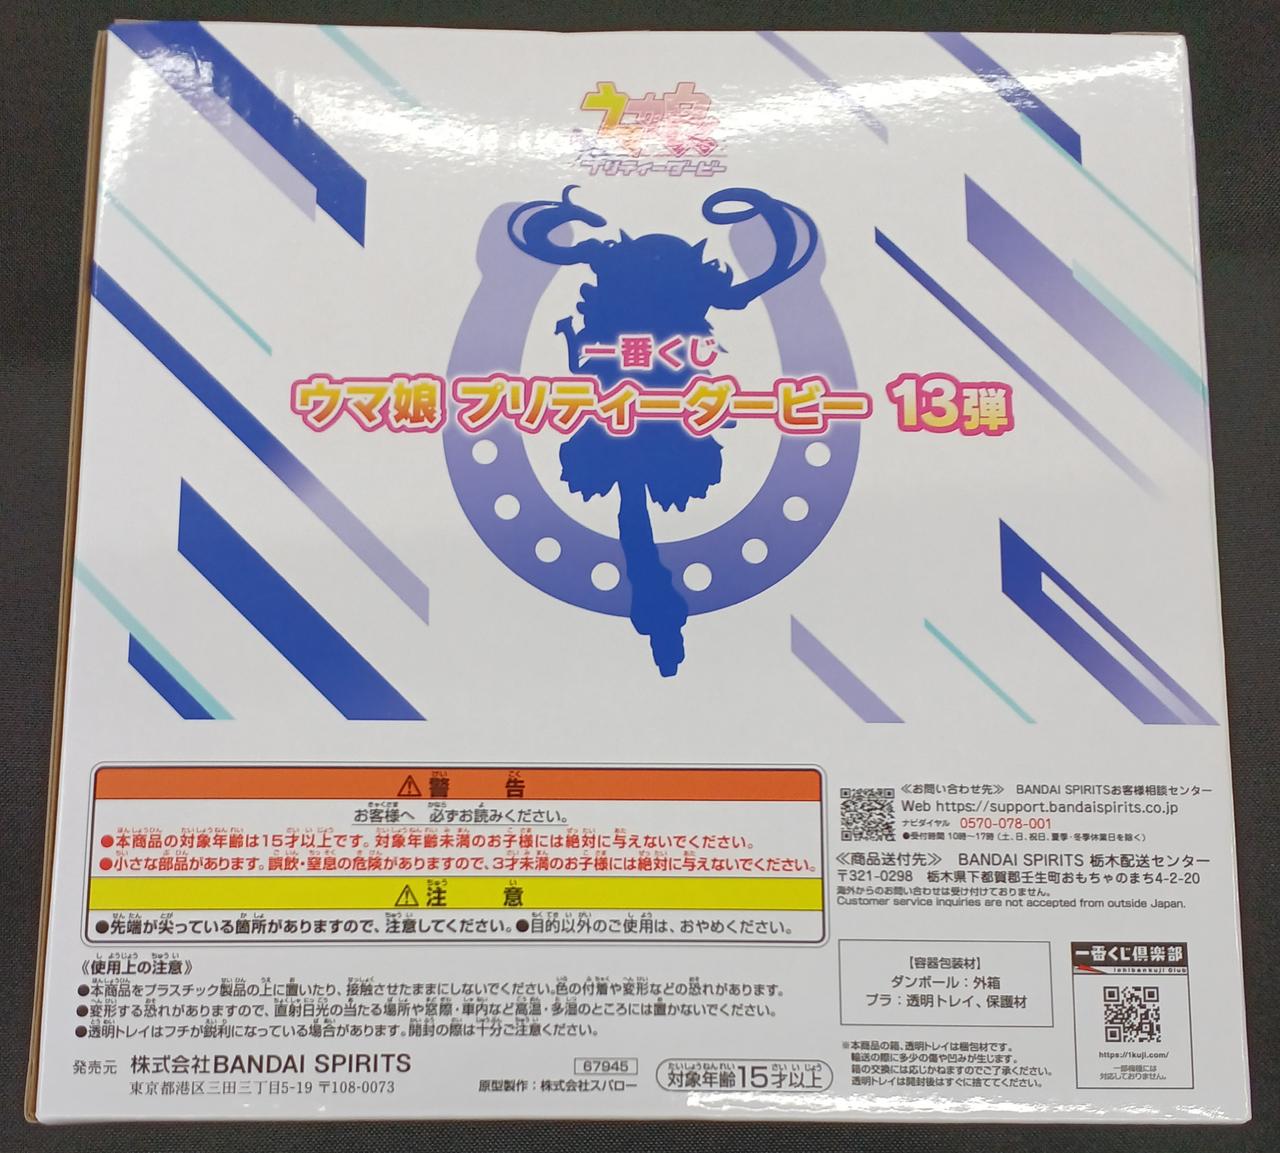 ウマ娘
プリティーダービー
一番くじ
ウマ娘 プリティーダービー 13弾
⚠警告
お客様へ 必ずお読みください。
●本商品の対象年齢は15才以上です。対象年齢未満のお子様には絶対に与えないでください。
●小さな部品があります。誤飲・窒息の危険がありますので、3才未満のお子様には絶対に与えないでください。
⚠注意
●先端が尖っている箇所がありますので、注意してください。●目的以外のご使用は、おやめください。
《使用上の注意》
●本商品をプラスチック製品の上に置いたり、接触させたままにしないでください。色の付着や変形などの恐れがあります。
●変形する恐れがありますので、直射日光の当たる場所や窓際・車内など高温・多湿のところには置かないでください。
●透明トレイはフチが鋭利になっている場合があります。開封の際は十分ご注意ください。
発売元 株式会社BANDAI SPIRITS
東京都港区三田三丁目5-19 〒108-0073
67945
原型製作:株式会社スパロー
対象年齢15才以上
≪お問い合わせ先≫ BANDAI SPIRITSお客様相談センター
Web https://support.bandaispirits.co.jp
ナビダイヤル 0570-078-001
●受付時間 10時~17時(土、日、祝日、夏季・冬季休業日を除く)
≪商品送付先≫ BANDAI SPIRITS 栃木配送センター
〒321-0298 栃木県下都賀郡壬生町おもちゃのまち4-2-20
海外からのお問い合わせは受け付けておりません。
Customer service inquiries are not accepted from outside Japan.
【容器包装材】
ダンボール:外箱
プラ:透明トレイ、保護材
※本商品の箱、透明トレイは梱包材です。
輸送の際に多少の傷や凹みが生じます。
箱の交換には応じかねますのでご了承ください。
透明トレイは開封後はすぐに捨ててください。
一番くじ倶楽部
Ichibankuji Club
https://1kuji.com/
一部機種には
対応しておりません。